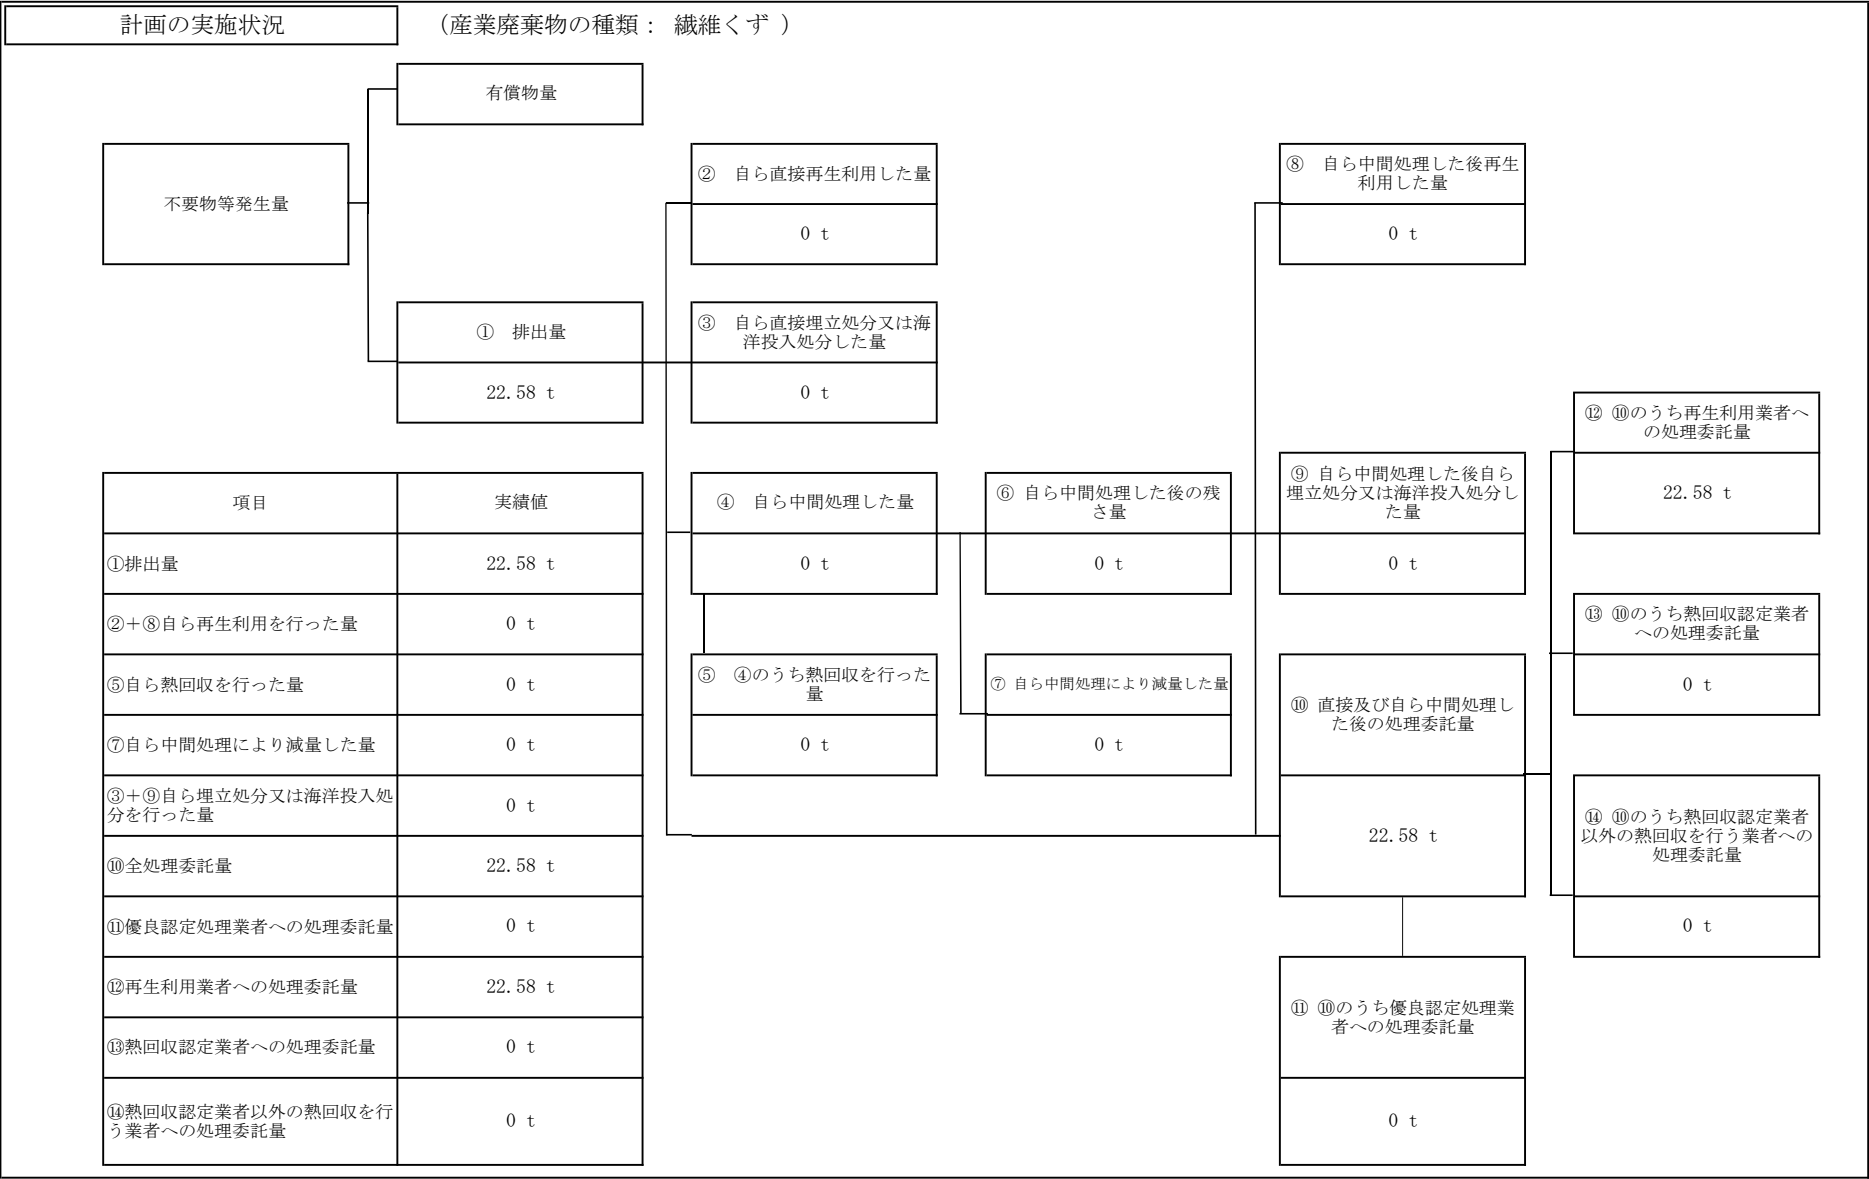 計画の実施状況
（産業廃棄物の種類： 繊維くず ）
有償物量
不要物等発生量
② 自ら直接再生利用した量
0 t
⑧ 自ら中間処理した後再生
利用した量
0 t
① 排出量
22.58 t
③ 自ら直接埋立処分又は海
洋投入処分した量
0 t
④ 自ら中間処理した量
0 t
⑥ 自ら中間処理した後の残
さ量
0 t
⑨ 自ら中間処理した後自ら
埋立処分又は海洋投入処分し
た量
0 t
⑫ ⑩のうち再生利用業者へ
の処理委託量
22.58 t
⑤ ④のうち熱回収を行った
量
0 t
⑦ 自ら中間処理により減量した量
0 t
⑩ 直接及び自ら中間処理し
た後の処理委託量
22.58 t
⑬ ⑩のうち熱回収認定業者
への処理委託量
0 t
⑭ ⑩のうち熱回収認定業者
以外の熱回収を行う業者への
処理委託量
0 t
⑪ ⑩のうち優良認定処理業
者への処理委託量
0 t
項目 実績値
①排出量 22.58 t
②＋⑧自ら再生利用を行った量 0 t
⑤自ら熱回収を行った量 0 t
⑦自ら中間処理により減量した量 0 t
③＋⑨自ら埋立処分又は海洋投入処
分を行った量 0 t
⑩全処理委託量 22.58 t
⑪優良認定処理業者への処理委託量 0 t
⑫再生利用業者への処理委託量 22.58 t
⑬熱回収認定業者への処理委託量 0 t
⑭熱回収認定業者以外の熱回収を行
う業者への処理委託量 0 t